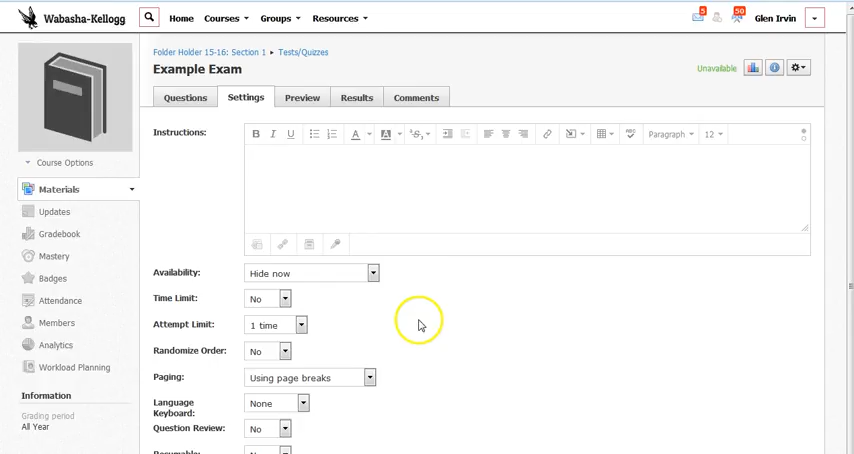 Wabasha-Kellogg
Home
Courses
Groups
Resources
5
50
Glen Irvin
Folder Holder 15-16: Section 1 ▸ Tests/Quizzes
Example Exam
Unavailable
Questions
Settings
Preview
Results
Comments
Course Options
Materials
Updates
Gradebook
Mastery
Badges
Attendance
Members
Analytics
Workload Planning
Information
Grading period
All Year
Instructions:
B I U A A Paragraph 12
ABC
Availability: Hide now
Time Limit: No
Attempt Limit: 1 time
Randomize Order: No
Paging: Using page breaks
Language Keyboard: None
Question Review: No